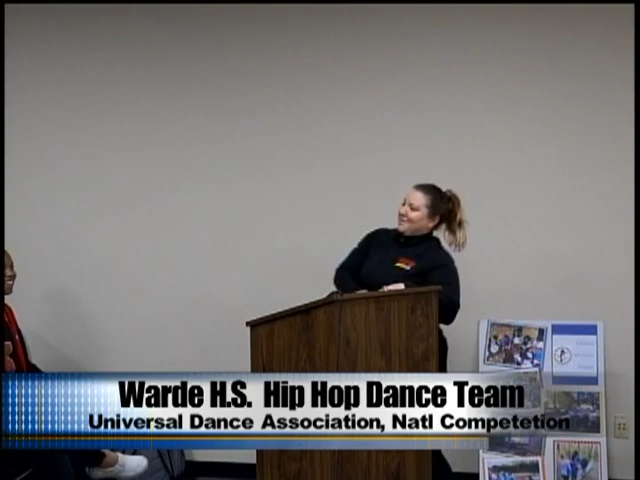 Warde H.S. Hip Hop Dance Team
Universal Dance Association, Natl Competetion